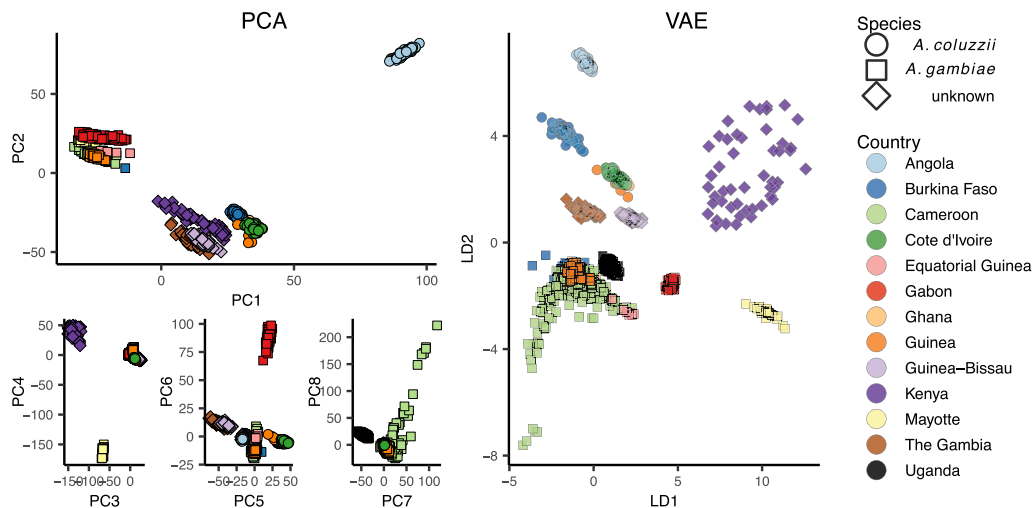 PCA
VAE
Species
A. coluzzii
A. gambiae
unknown
Country
Angola
Burkina Faso
Cameroon
Cote d'Ivoire
Equatorial Guinea
Gabon
Ghana
Guinea
Guinea−Bissau
Kenya
Mayotte
The Gambia
Uganda
PC2
50
0
−50
0
50
100
PC1
PC4
50
0
−50
−100
−150
−150−100−50 0
PC3
PC6
100
75
50
25
0
−25
−50−25 0 25 50
PC5
PC8
200
150
100
50
0
−50 0 50 100
PC7
LD2
4
0
−4
−8
−5
0
5
10
LD1